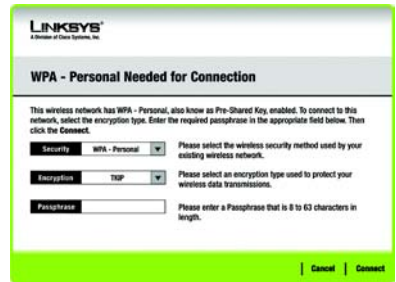 LINKSYS®
A Division of Cisco Systems, Inc.
WPA - Personal Needed for Connection
This wireless network has WPA - Personal, also know as Pre-Shared Key, enabled. To connect to this
network, select the encryption type. Enter the required passphrase in the appropriate field below. Then
click the Connect.
Security WPA - Personal Please select the wireless security method used by your
existing wireless network.
Encryption TKIP Please select an encryption type used to protect your
wireless data transmissions.
Passphrase Please enter a Passphrase that is 8 to 63 characters in
length.
Cancel Connect